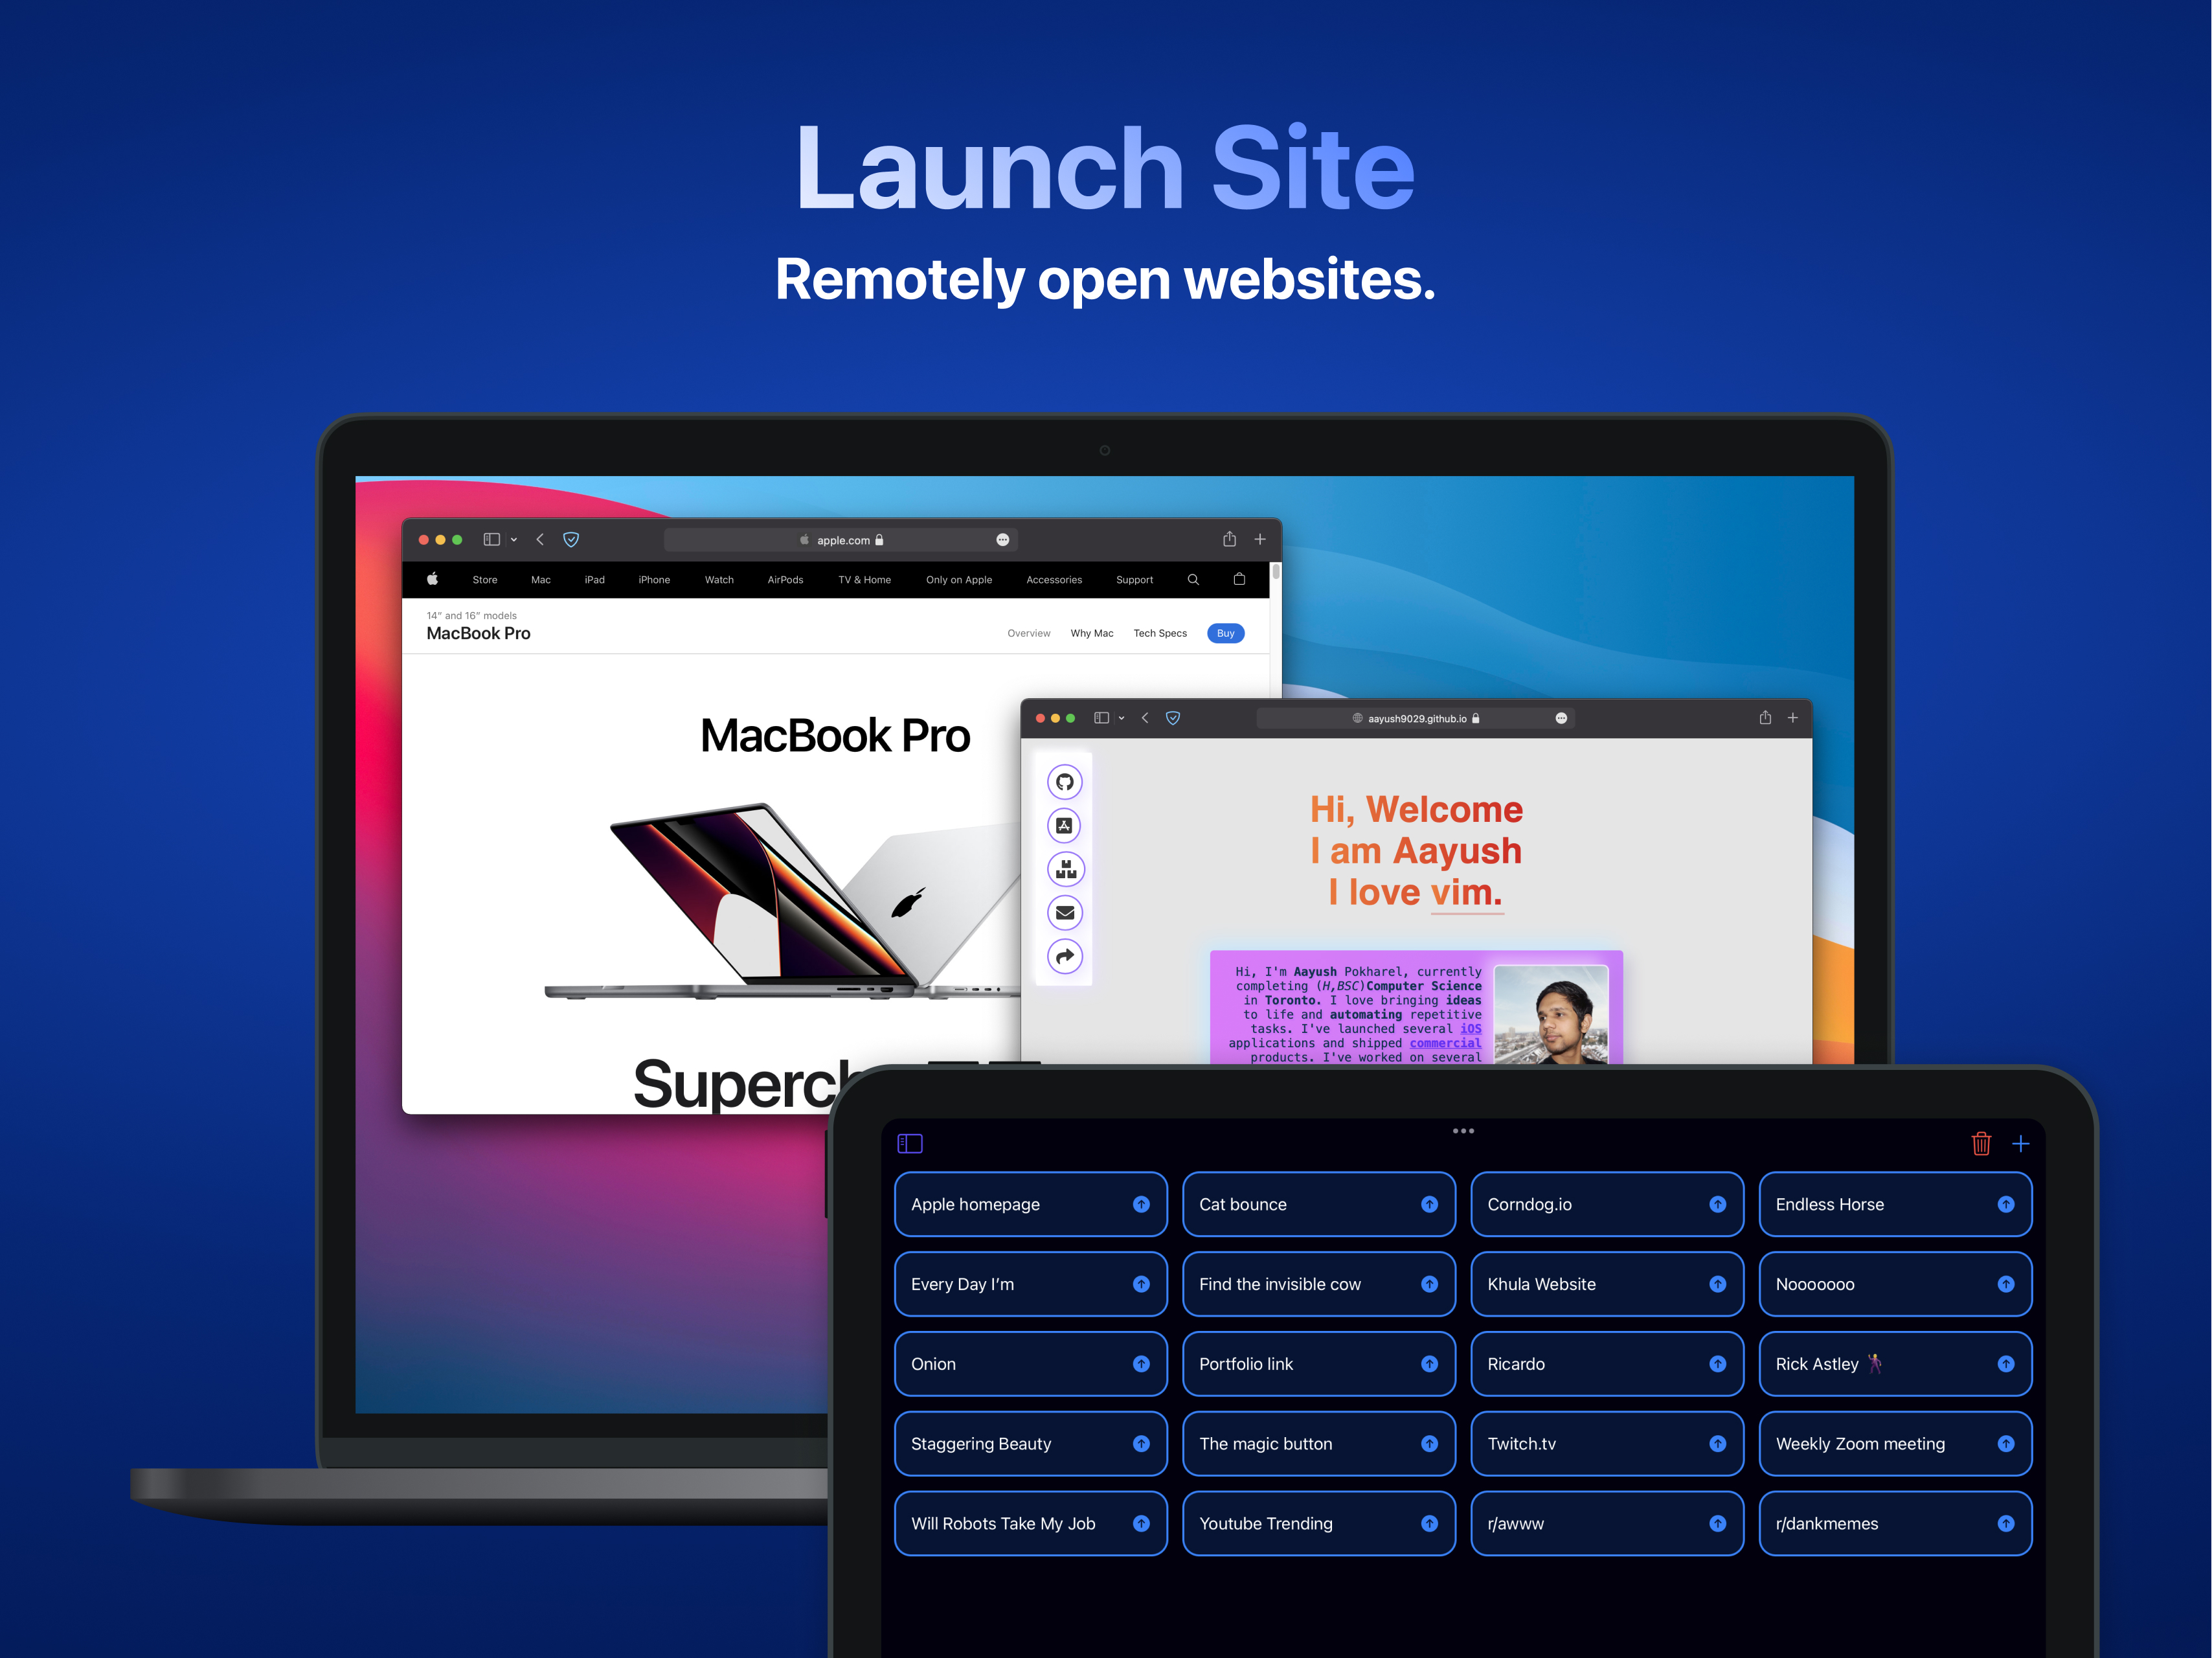 Launch Site
Remotely open websites.
apple.com
Store Mac iPad iPhone Watch AirPods TV & Home Only on Apple Accessories Support
14” and 16” models
MacBook Pro
Overview Why Mac Tech Specs Buy
MacBook Pro
aayush9029.github.io
Hi, Welcome
I am Aayush
I love vim.
Hi, I'm Aayush Pokharel, currently
completing (H,BSC)Computer Science
in Toronto. I love bringing ideas
to life and automating repetitive
tasks. I've launched several iOS
applications and shipped commercial
products. I've worked on several
Apple homepage Cat bounce Corndog.io Endless Horse
Every Day I’m Find the invisible cow Khula Website Nooooooo
Onion Portfolio link Ricardo Rick Astley 🕺
Staggering Beauty The magic button Twitch.tv Weekly Zoom meeting
Will Robots Take My Job Youtube Trending r/awww r/dankmemes